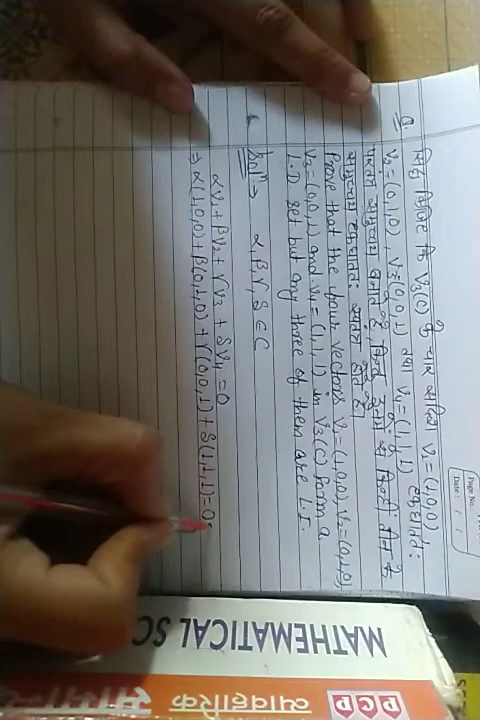 Page No.
Date: / /
Q. सिद्ध कीजिए कि V3(C) के चार सदिश V1 = (1,0,0)
V2 = (0,1,0), V3 = (0,0,1) तथा V4 = (1,1,1) एकघाततः
परतंत्र समुच्चय बनाते हैं, किन्तु इनमें से किन्हीं तीन के
समुच्चय एकघाततः स्वतंत्र होते हैं।
Prove that the four vectors V1 = (1,0,0), V2 = (0,1,0)
V3 = (0,0,1) and V4 = (1,1,1) in V3(C) form a
L.D. set but any three of them are L.I.
Solⁿ → α, β, γ, δ ∈ C
αV1 + βV2 + γV3 + δV4 = 0
⇒ α(1,0,0) + β(0,1,0) + γ(0,0,1) + δ(1,1,1) = 0
MATHEMATICAL SC
PCP व्यावहारिक